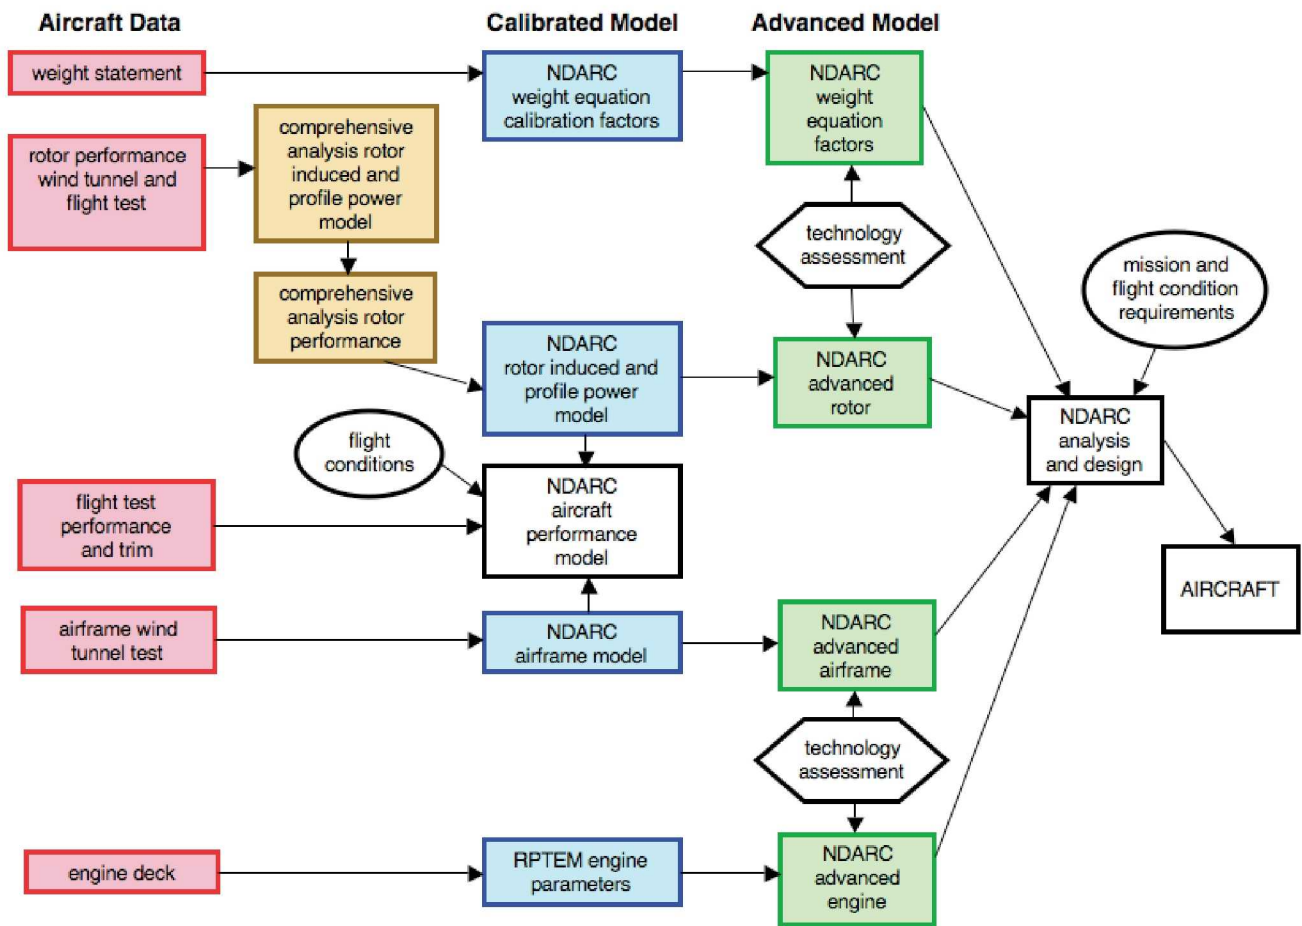 Aircraft Data
Calibrated Model
Advanced Model
weight statement
NDARC
weight equation
calibration factors
NDARC
weight
equation
factors
rotor performance
wind tunnel and
flight test
comprehensive
analysis rotor
induced and
profile power
model
technology
assessment
mission and
flight condition
requirements
comprehensive
analysis rotor
performance
NDARC
rotor induced and
profile power
model
NDARC
advanced
rotor
NDARC
analysis
and design
flight
conditions
flight test
performance
and trim
NDARC
aircraft
performance
model
AIRCRAFT
airframe wind
tunnel test
NDARC
airframe model
NDARC
advanced
airframe
technology
assessment
engine deck
RPTEM engine
parameters
NDARC
advanced
engine